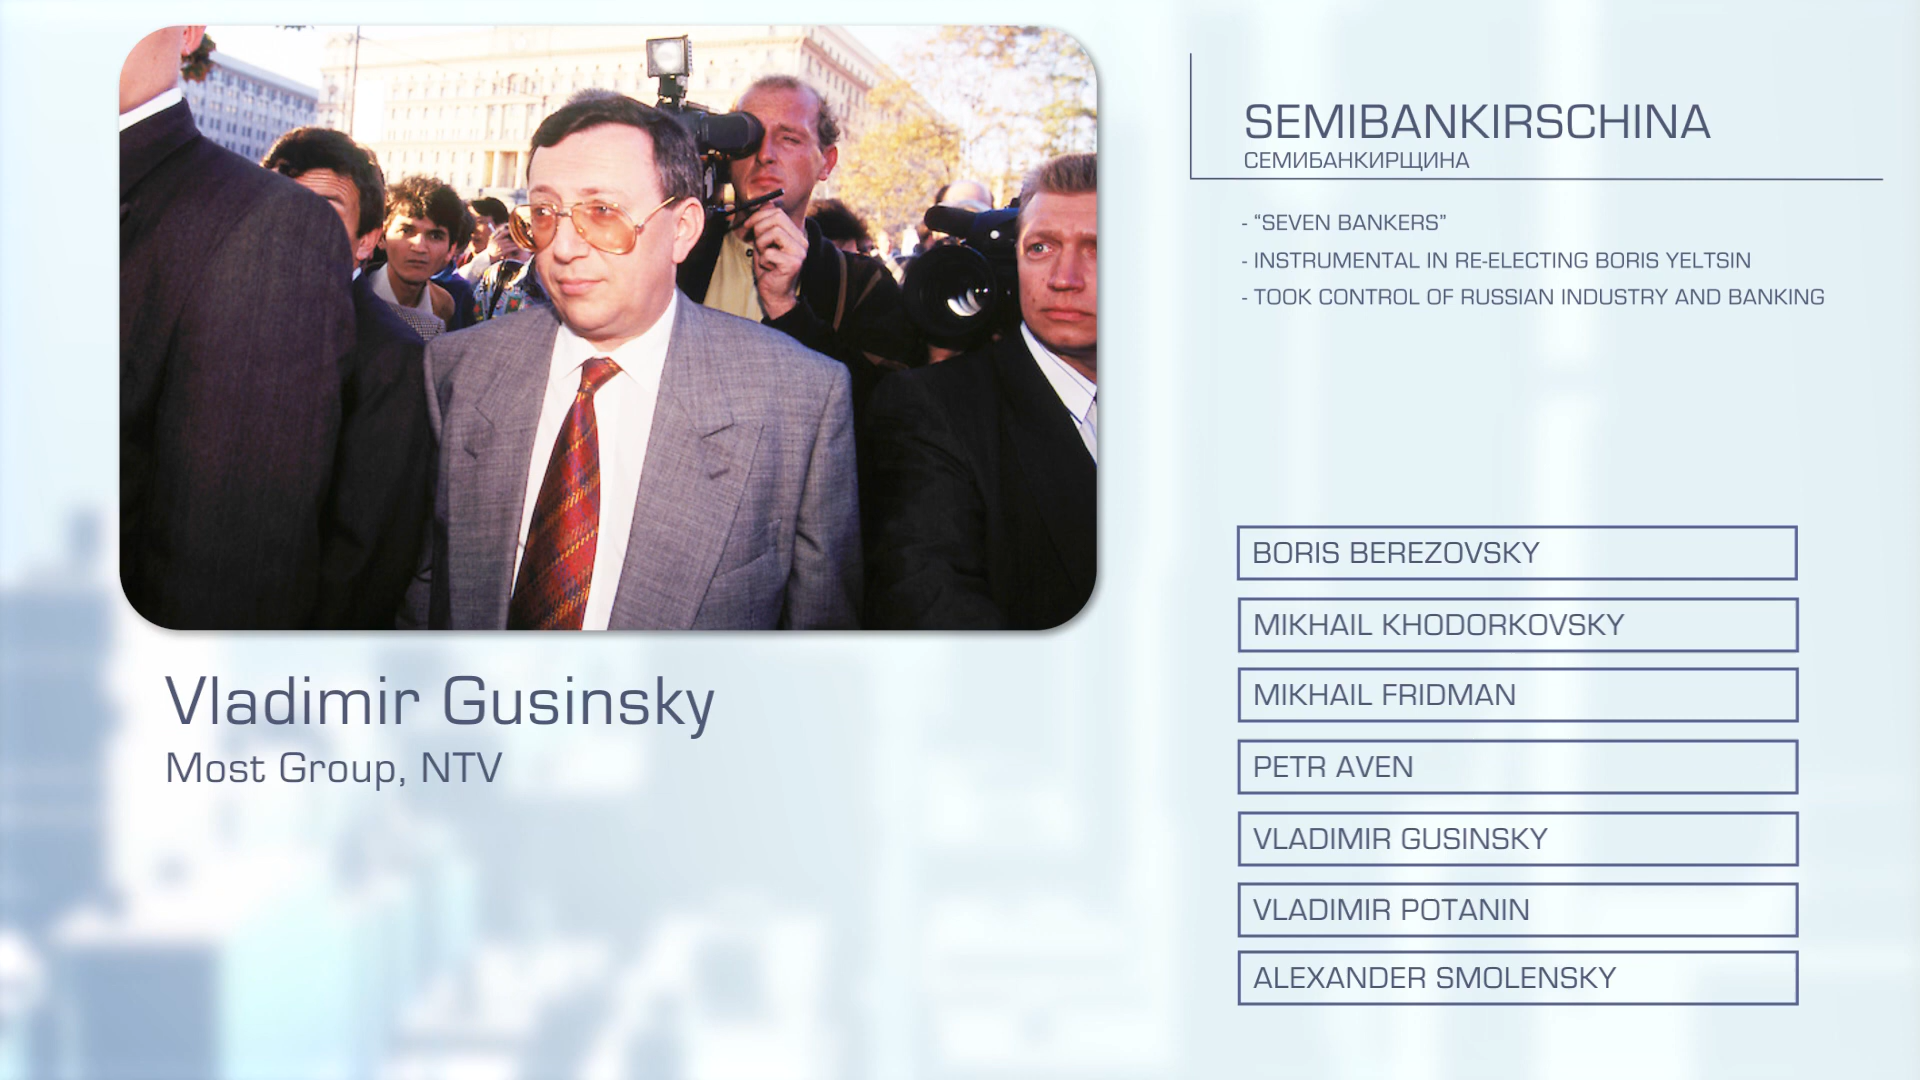 SEMIBANKIRSCHINA
СЕМИБАНКИРЩИНА
- “SEVEN BANKERS”
- INSTRUMENTAL IN RE-ELECTING BORIS YELTSIN
- TOOK CONTROL OF RUSSIAN INDUSTRY AND BANKING
Vladimir Gusinsky
Most Group, NTV
BORIS BEREZOVSKY
MIKHAIL KHODORKOVSKY
MIKHAIL FRIDMAN
PETR AVEN
VLADIMIR GUSINSKY
VLADIMIR POTANIN
ALEXANDER SMOLENSKY